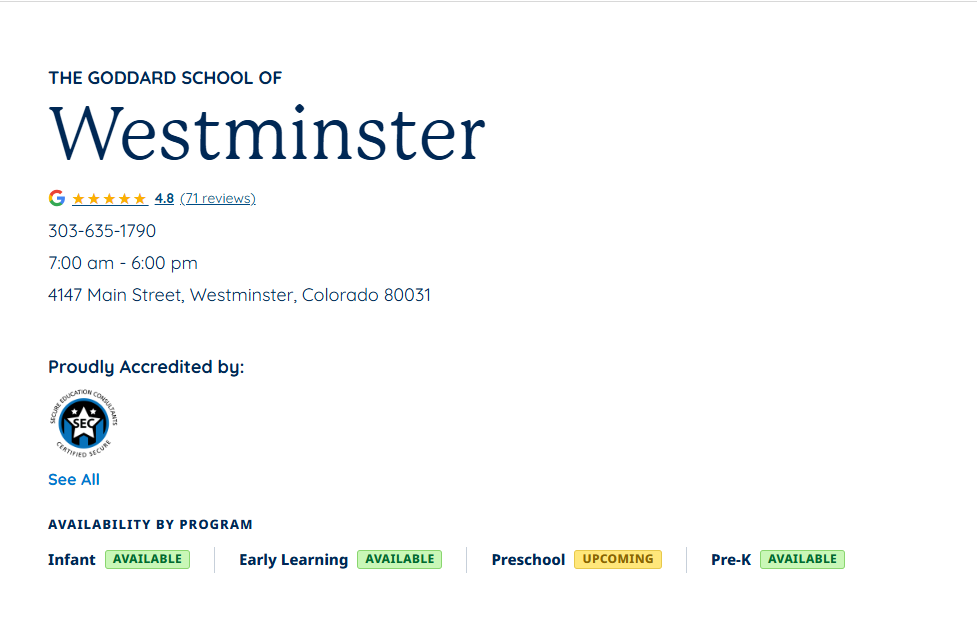 THE GODDARD SCHOOL OF
Westminster
4.8 (71 reviews)
303-635-1790
7:00 am - 6:00 pm
4147 Main Street, Westminster, Colorado 80031
Proudly Accredited by:
SECURE EDUCATION CONSULTANTS
SEC
CERTIFIED SECURE
See All
AVAILABILITY BY PROGRAM
Infant AVAILABLE Early Learning AVAILABLE Preschool UPCOMING Pre-K AVAILABLE